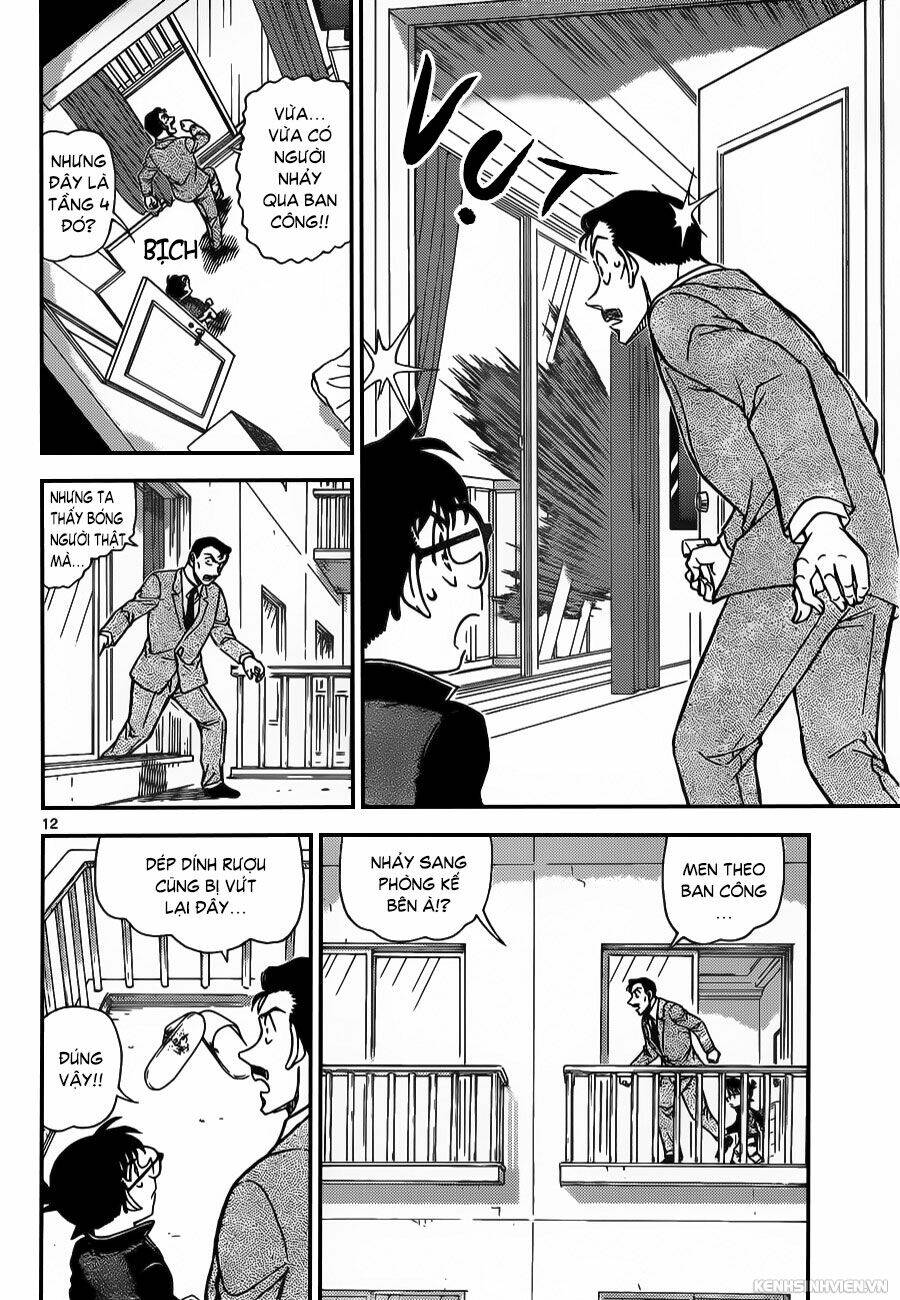 VỤT
VỪA...
VỪA CÓ
NGƯỜI
NHẢY
QUA BAN
CÔNG!!
NHƯNG
ĐÂY LÀ
TẦNG 4
ĐÓ?
BỊCH
NHƯNG TA
THẤY BÓNG
NGƯỜI THẬT
MÀ...
12
MEN THEO
BAN CÔNG
...
NHẢY SANG
PHÒNG KẾ
BÊN À!?
DÉP DÍNH RƯỢU
CŨNG BỊ VỨT
LẠI ĐÂY...
ĐÚNG
VẬY!!
KENHSINHVIEN.VN